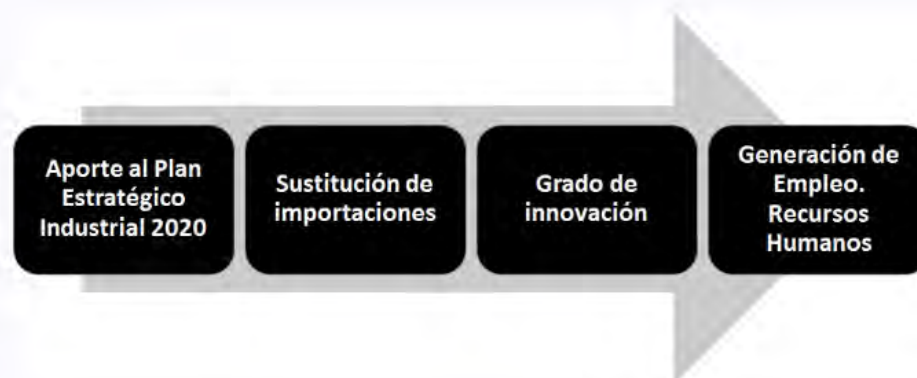 Aporte al Plan
Estratégico
Industrial 2020
Sustitución de
importaciones
Grado de
innovación
Generación de
Empleo.
Recursos
Humanos